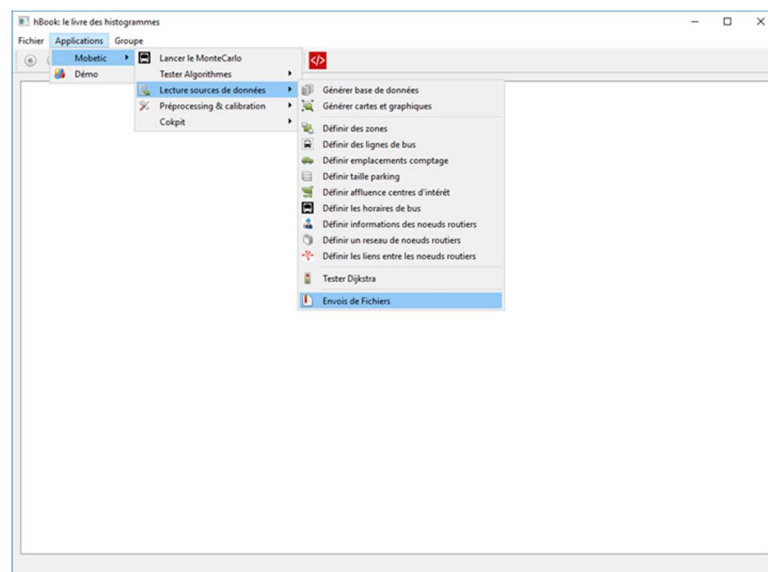 hBook: le livre des histogrammes
Fichier Applications Groupe
Mobetic
Démo
Lancer le MonteCarlo
Tester Algorithmes
Lecture sources de données
Préprocessing & calibration
Cokpit
</>
Générer base de données
Générer cartes et graphiques
Définir des zones
Définir des lignes de bus
Définir emplacements comptage
Définir taille parking
Définir affluence centres d'intérêt
Définir les horaires de bus
Définir informations des noeuds routiers
Définir un reseau de noeuds routiers
Définir les liens entre les noeuds routiers
Tester Dijkstra
Envois de Fichiers